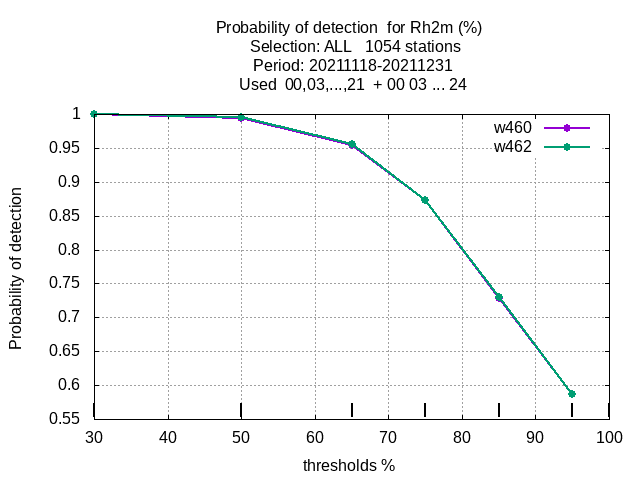 Probability of detection  for Rh2m (%)
Selection: ALL   1054 stations
Period: 20211118-20211231
Used  00,03,...,21  + 00 03 ... 24
w460
w462
1
0.95
0.9
0.85
0.8
0.75
0.7
0.65
0.6
0.55
Probability of detection
30 40 50 60 70 80 90 100
thresholds %